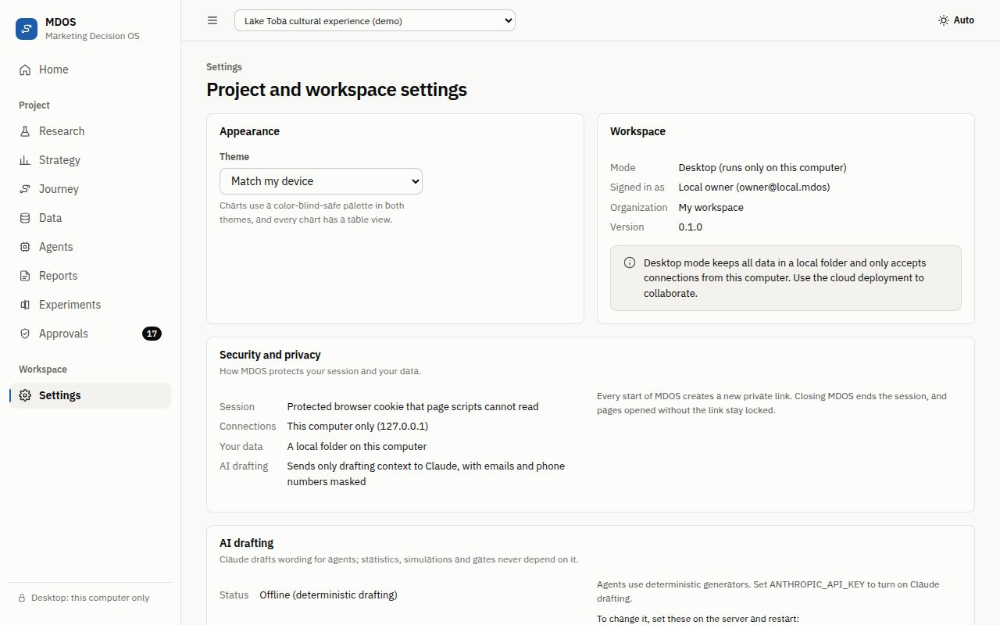 MDOS
Marketing Decision OS
Home
Project
Research
Strategy
Journey
Data
Agents
Reports
Experiments
Approvals 17
Workspace
Settings
Desktop: this computer only
Lake Toba cultural experience (demo)
Auto
Settings
Project and workspace settings
Appearance
Theme
Match my device
Charts use a color-blind-safe palette in both
themes, and every chart has a table view.
Workspace
Mode Desktop (runs only on this computer)
Signed in as Local owner (owner@local.mdos)
Organization My workspace
Version 0.1.0
Desktop mode keeps all data in a local folder and only accepts
connections from this computer. Use the cloud deployment to
collaborate.
Security and privacy
How MDOS protects your session and your data.
Session Protected browser cookie that page scripts cannot read
Connections This computer only (127.0.0.1)
Your data A local folder on this computer
AI drafting Sends only drafting context to Claude, with emails and phone
numbers masked
Every start of MDOS creates a new private link. Closing MDOS ends the session, and
pages opened without the link stay locked.
AI drafting
Claude drafts wording for agents; statistics, simulations and gates never depend on it.
Status Offline (deterministic drafting)
Agents use deterministic generators. Set ANTHROPIC_API_KEY to turn on Claude
drafting.
To change it, set these on the server and restart: